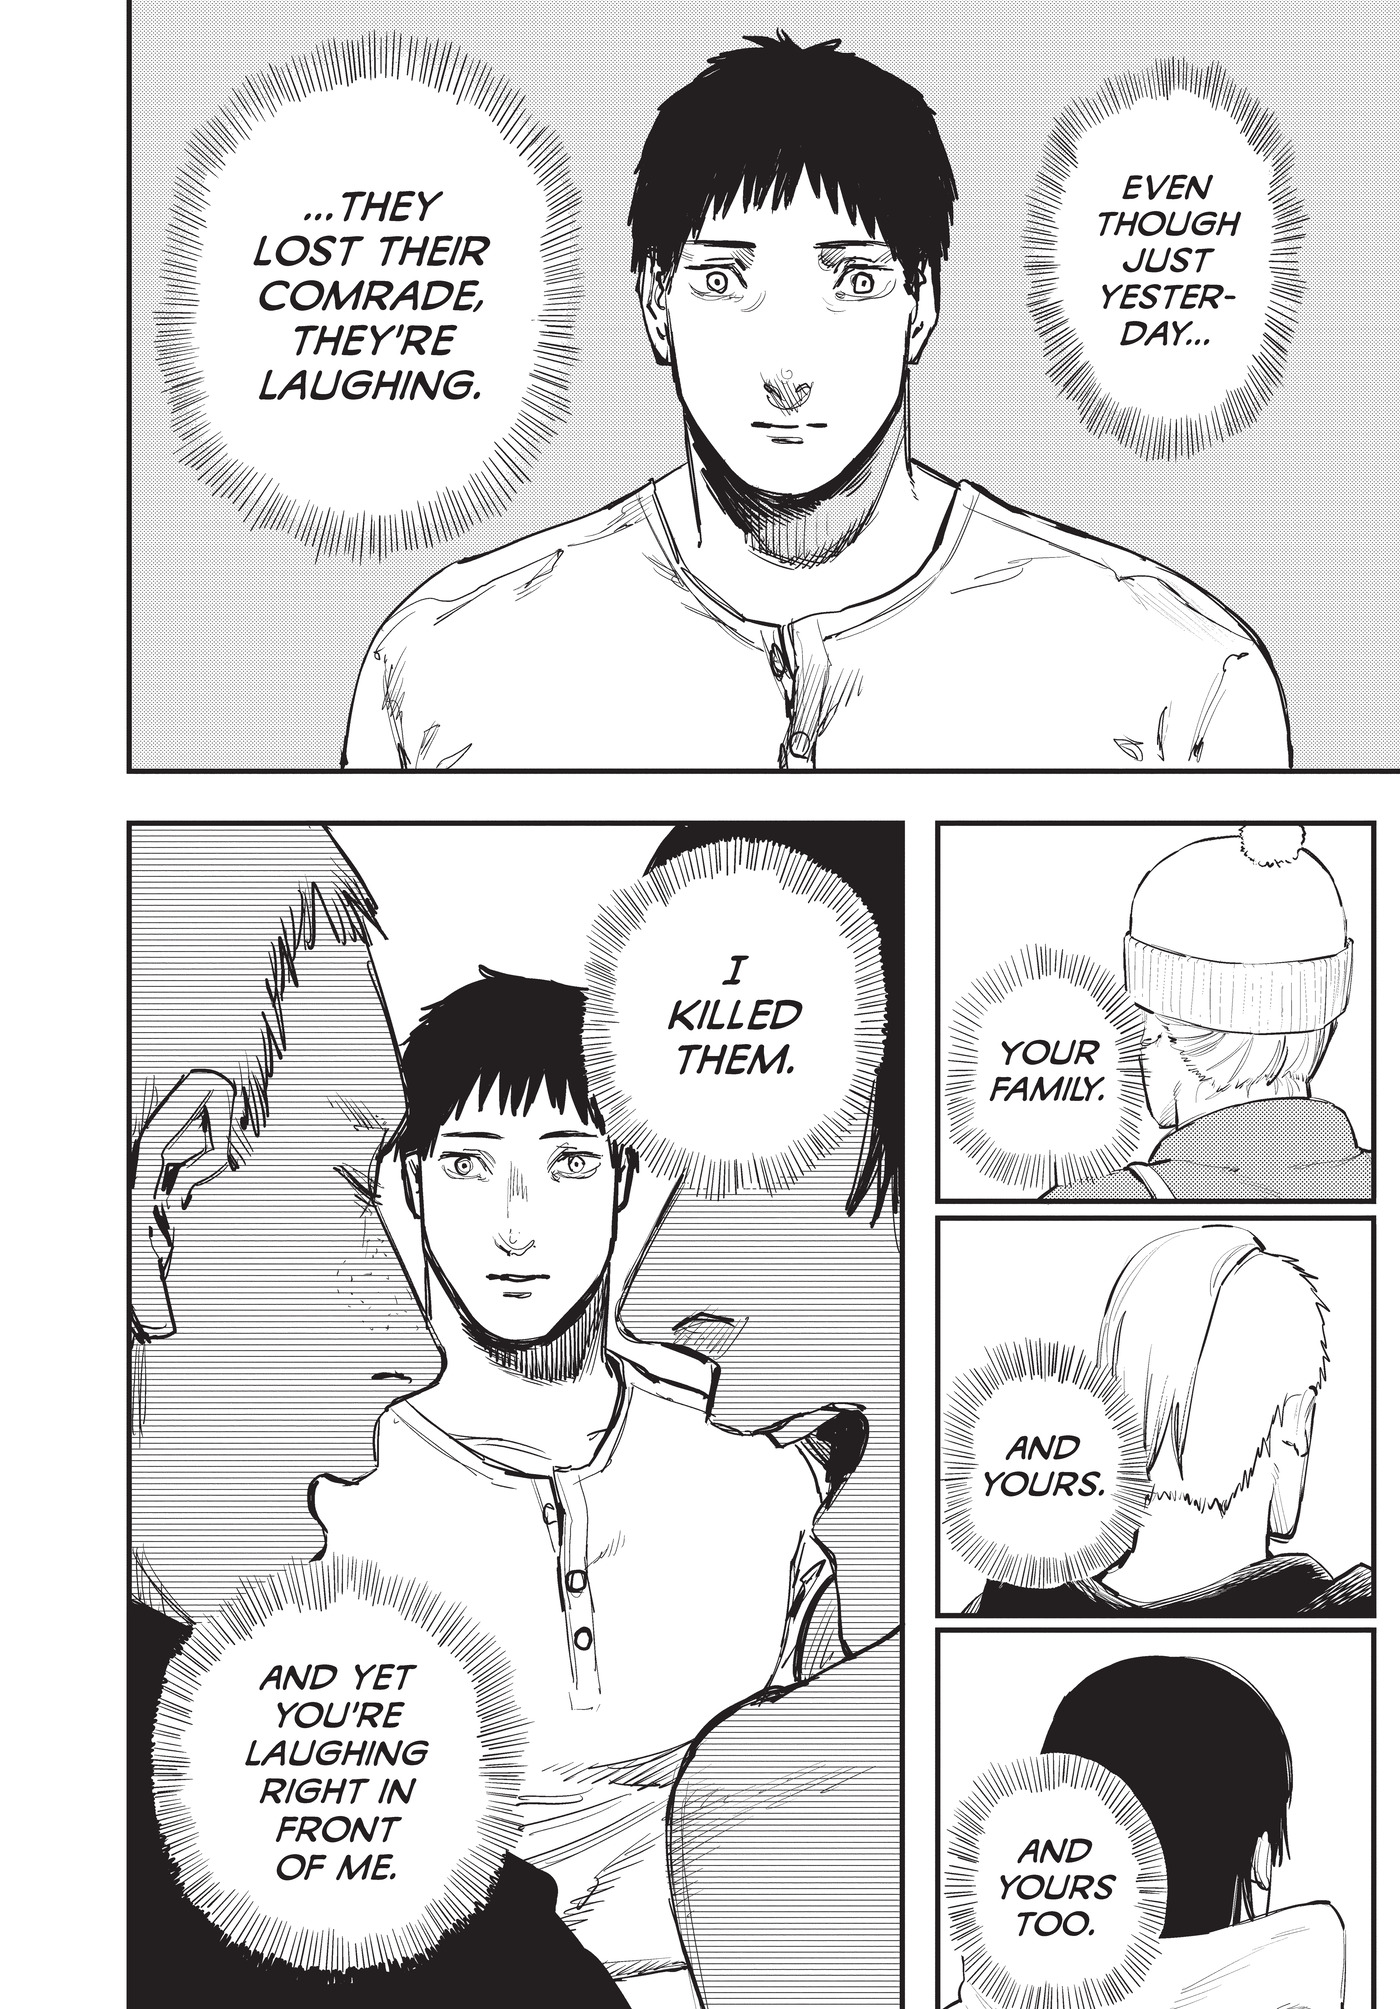 EVEN
THOUGH
JUST
YESTER-
DAY...
...THEY
LOST THEIR
COMRADE,
THEY'RE
LAUGHING.
YOUR
FAMILY.
AND
YOURS.
AND
YOURS
TOO.
I
KILLED
THEM.
AND YET
YOU'RE
LAUGHING
RIGHT IN
FRONT
OF ME.